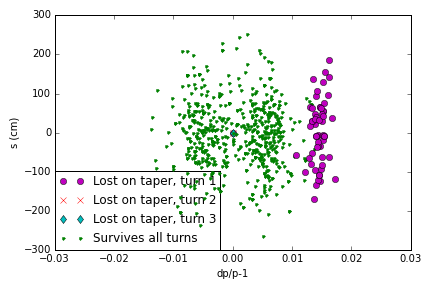 300
200
100
0
−100
−200
−300
s (cm)
Lost on taper, turn 1
Lost on taper, turn 2
Lost on taper, turn 3
Survives all turns
−0.03 −0.02 −0.01 0.00 0.01 0.02 0.03
dp/p-1